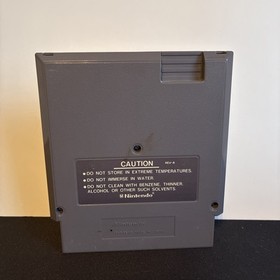 CAUTION
• DO NOT STORE IN EXTREME TEMPERATURES.
• DO NOT IMMERSE IN WATER.
• DO NOT CLEAN WITH BENZENE, THINNER,
ALCOHOL OR OTHER SUCH SOLVENTS.
Nintendo